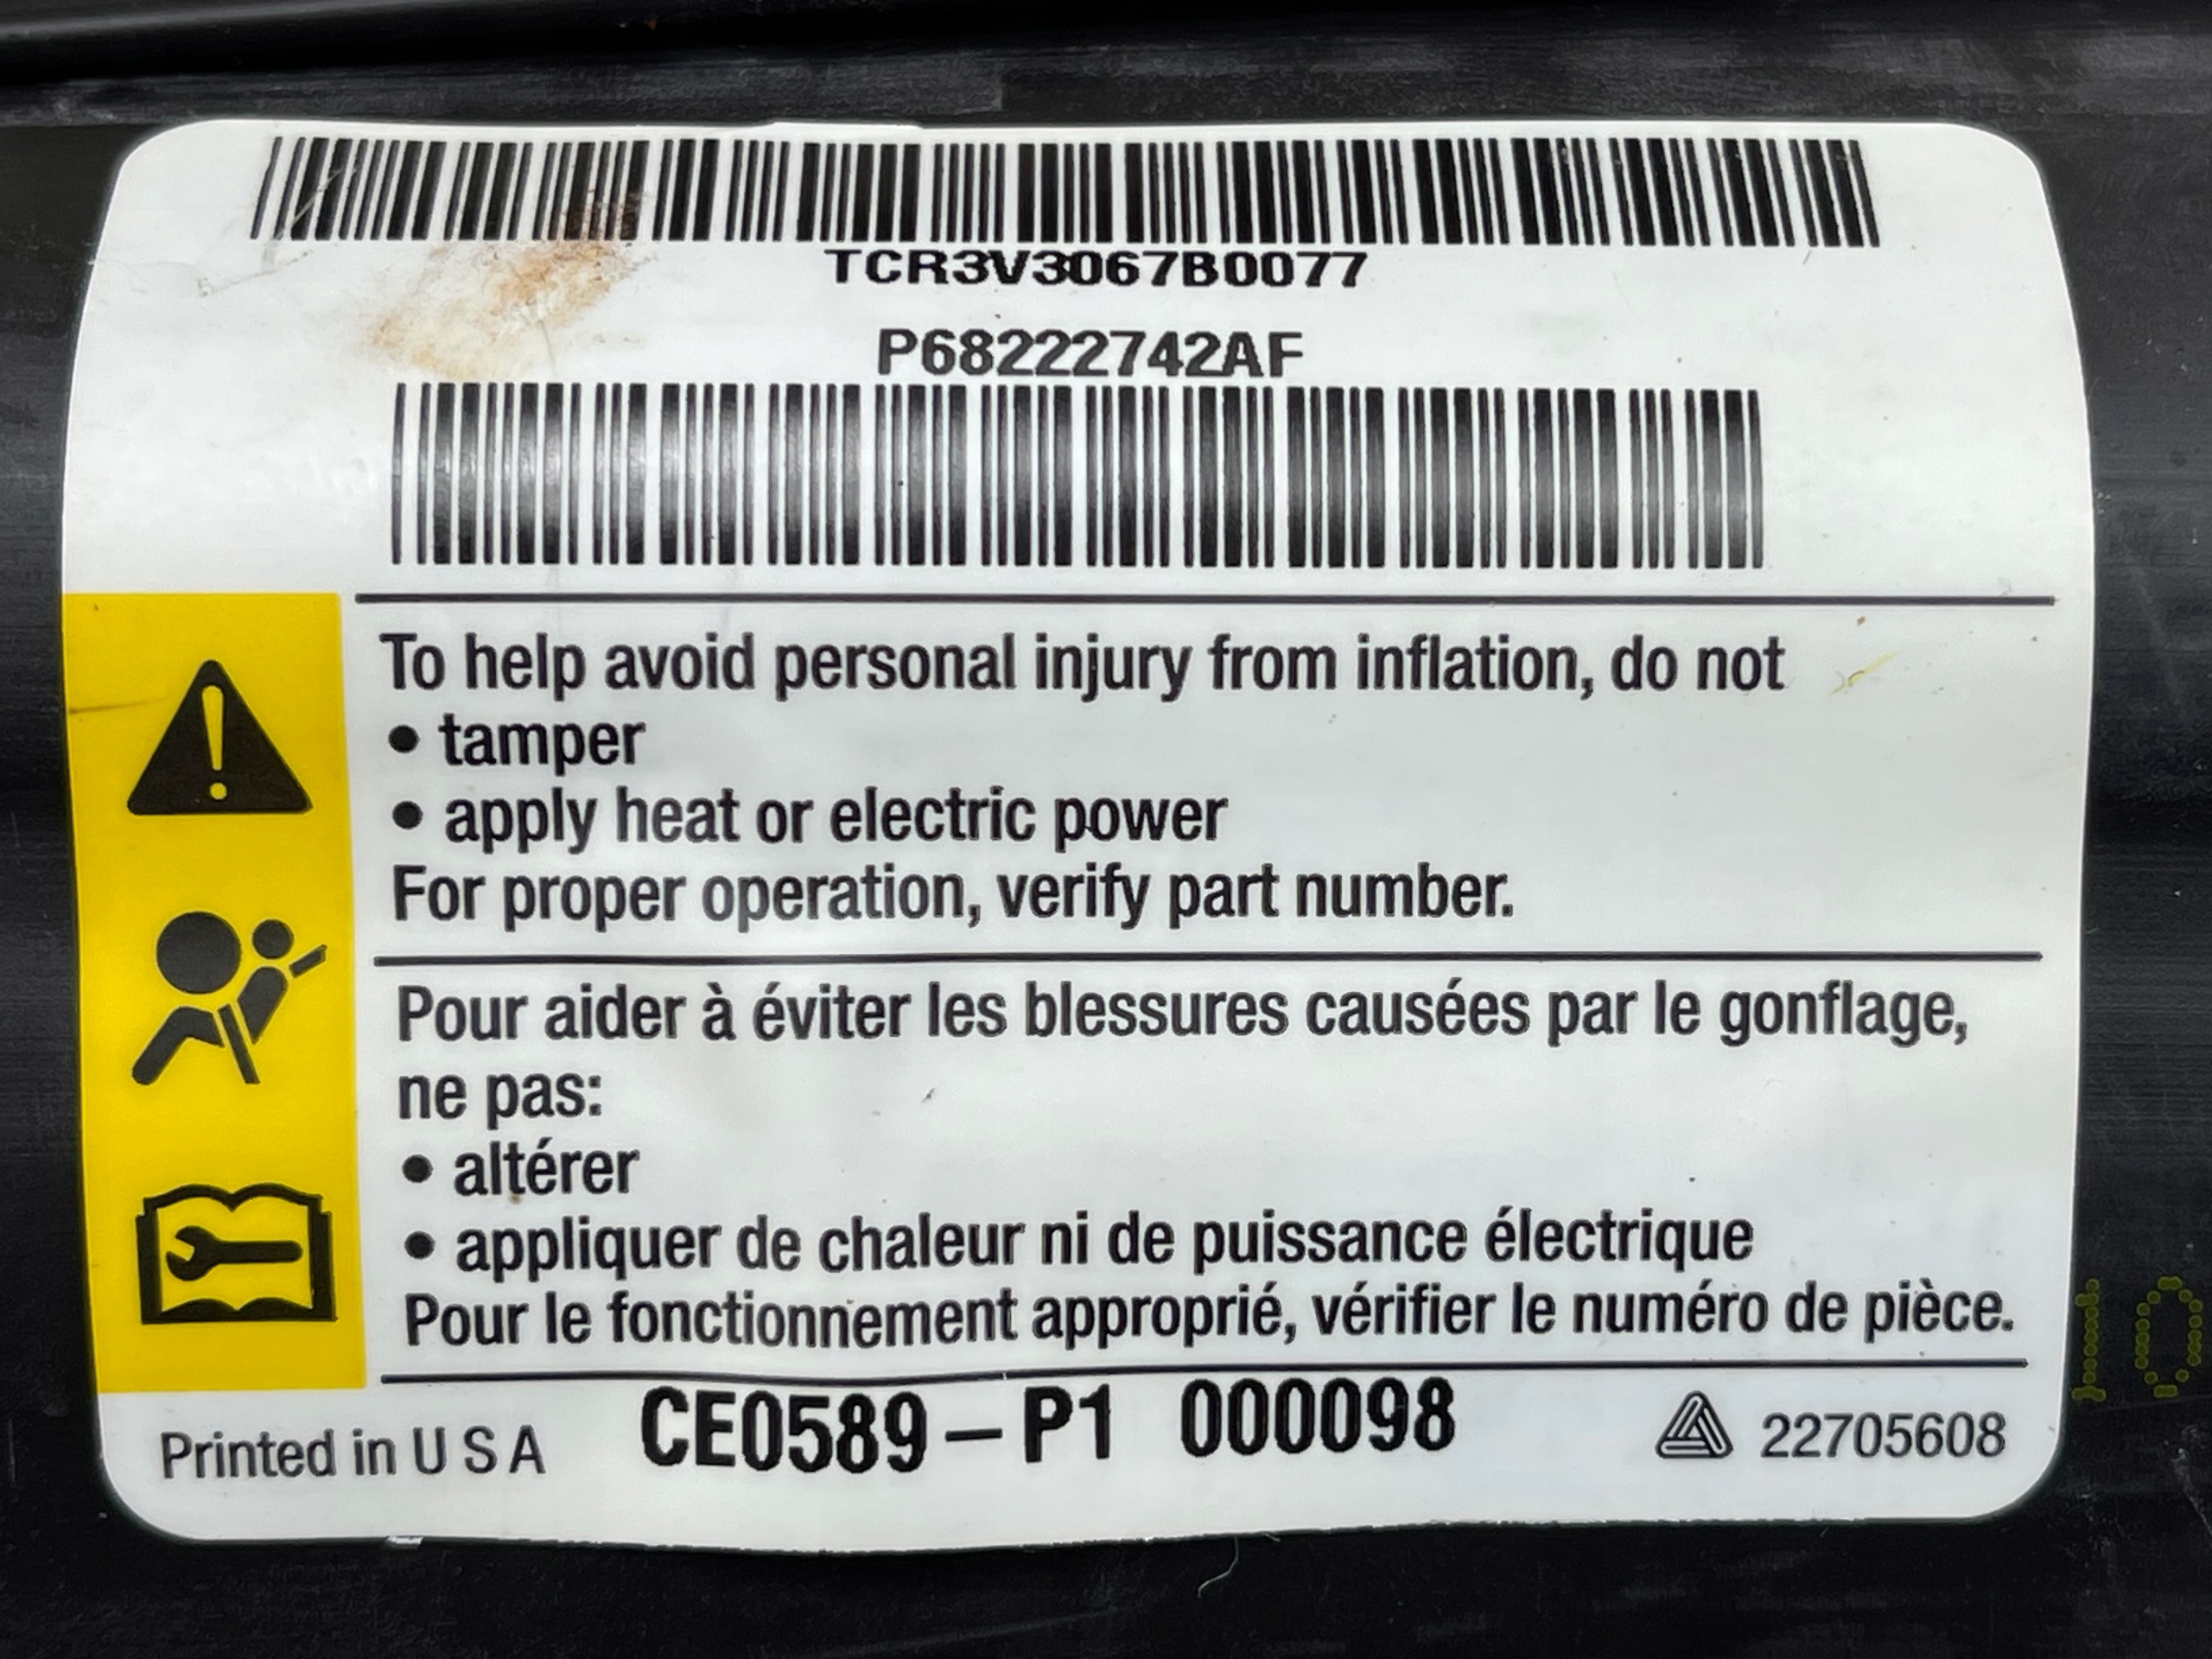 TCR3V3067B0077
P68222742AF
To help avoid personal injury from inflation, do not
• tamper
• apply heat or electric power
For proper operation, verify part number.
Pour aider à éviter les blessures causées par le gonflage,
ne pas:
• altérer
• appliquer de chaleur ni de puissance électrique
Pour le fonctionnement approprié, vérifier le numéro de pièce.
Printed in U S A CE0589-P1 000098 22705608